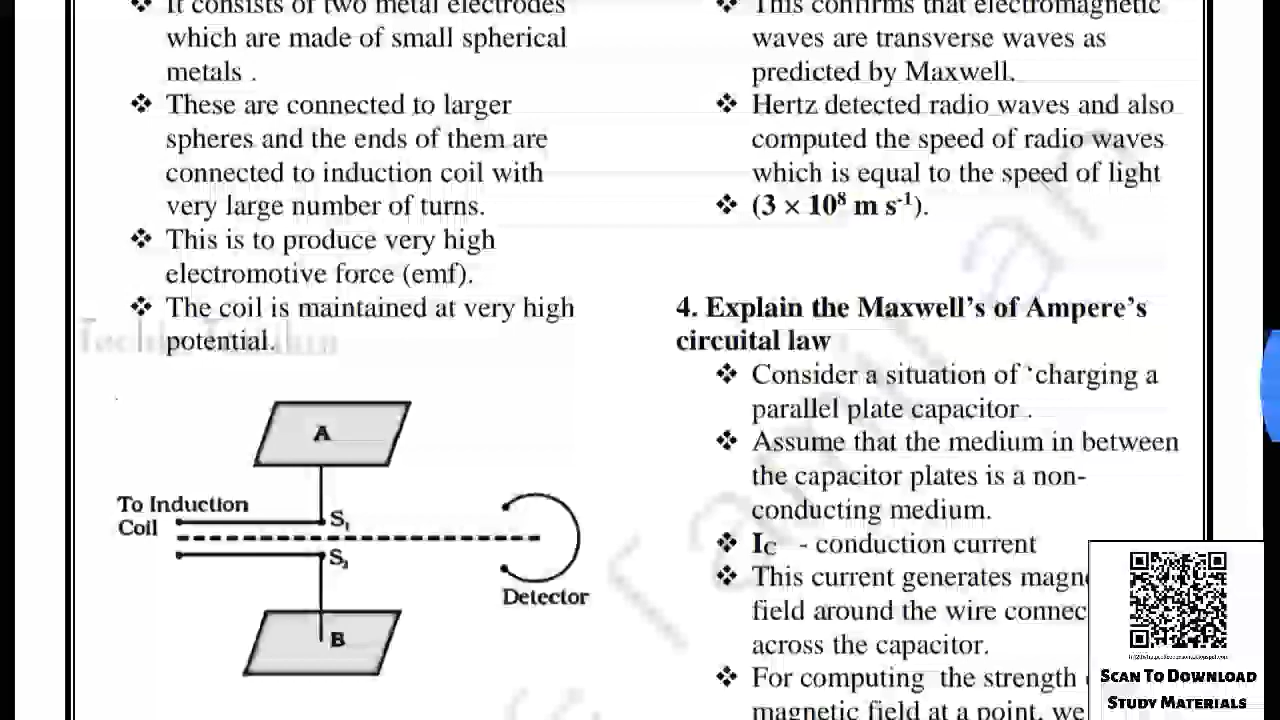 It consists of two metal electrodes
which are made of small spherical
metals .
❖ These are connected to larger
spheres and the ends of them are
connected to induction coil with
very large number of turns.
❖ This is to produce very high
electromotive force (emf).
❖ The coil is maintained at very high
potential.
A
To Induction
Coil
S₁
S₂
Detector
B
❖ This confirms that electromagnetic
waves are transverse waves as
predicted by Maxwell.
❖ Hertz detected radio waves and also
computed the speed of radio waves
which is equal to the speed of light
❖ (3 × 10⁸ m s⁻¹).
4. Explain the Maxwell’s of Ampere’s
circuital law
❖ Consider a situation of ‘charging a
parallel plate capacitor .
❖ Assume that the medium in between
the capacitor plates is a non-
conducting medium.
❖ IC - conduction current
❖ This current generates magne
field around the wire connec
across the capacitor.
❖ For computing the strength
magnetic field at a point, we
Scan To Download
Study Materials